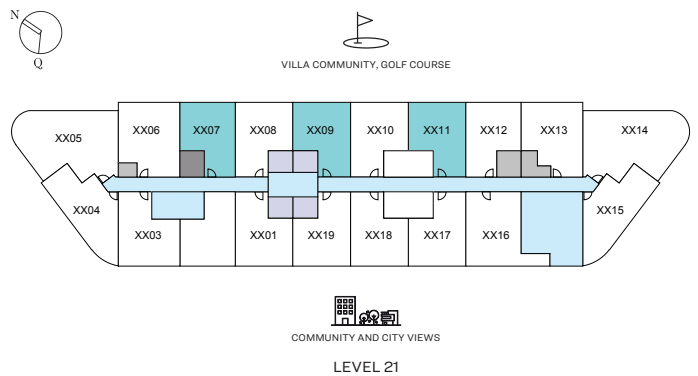 N
Q
VILLA COMMUNITY, GOLF COURSE
XX05
XX06
XX07
XX08
XX09
XX10
XX11
XX12
XX13
XX14
XX04
XX03
XX01
XX19
XX18
XX17
XX16
XX15
COMMUNITY AND CITY VIEWS
LEVEL 21